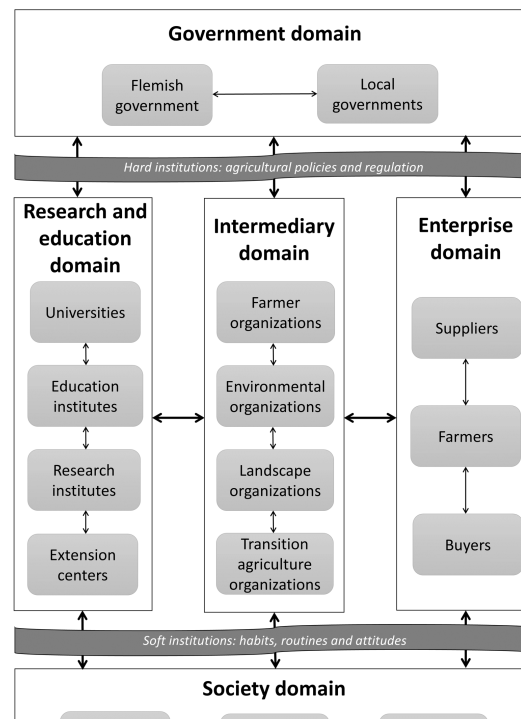 Government domain
Flemish
government
Local
governments
Hard institutions: agricultural policies and regulation
Research and
education
domain
Universities
Education
institutes
Research
institutes
Extension
centers
Intermediary
domain
Farmer
organizations
Environmental
organizations
Landscape
organizations
Transition
agriculture
organizations
Enterprise
domain
Suppliers
Farmers
Buyers
Soft institutions: habits, routines and attitudes
Society domain